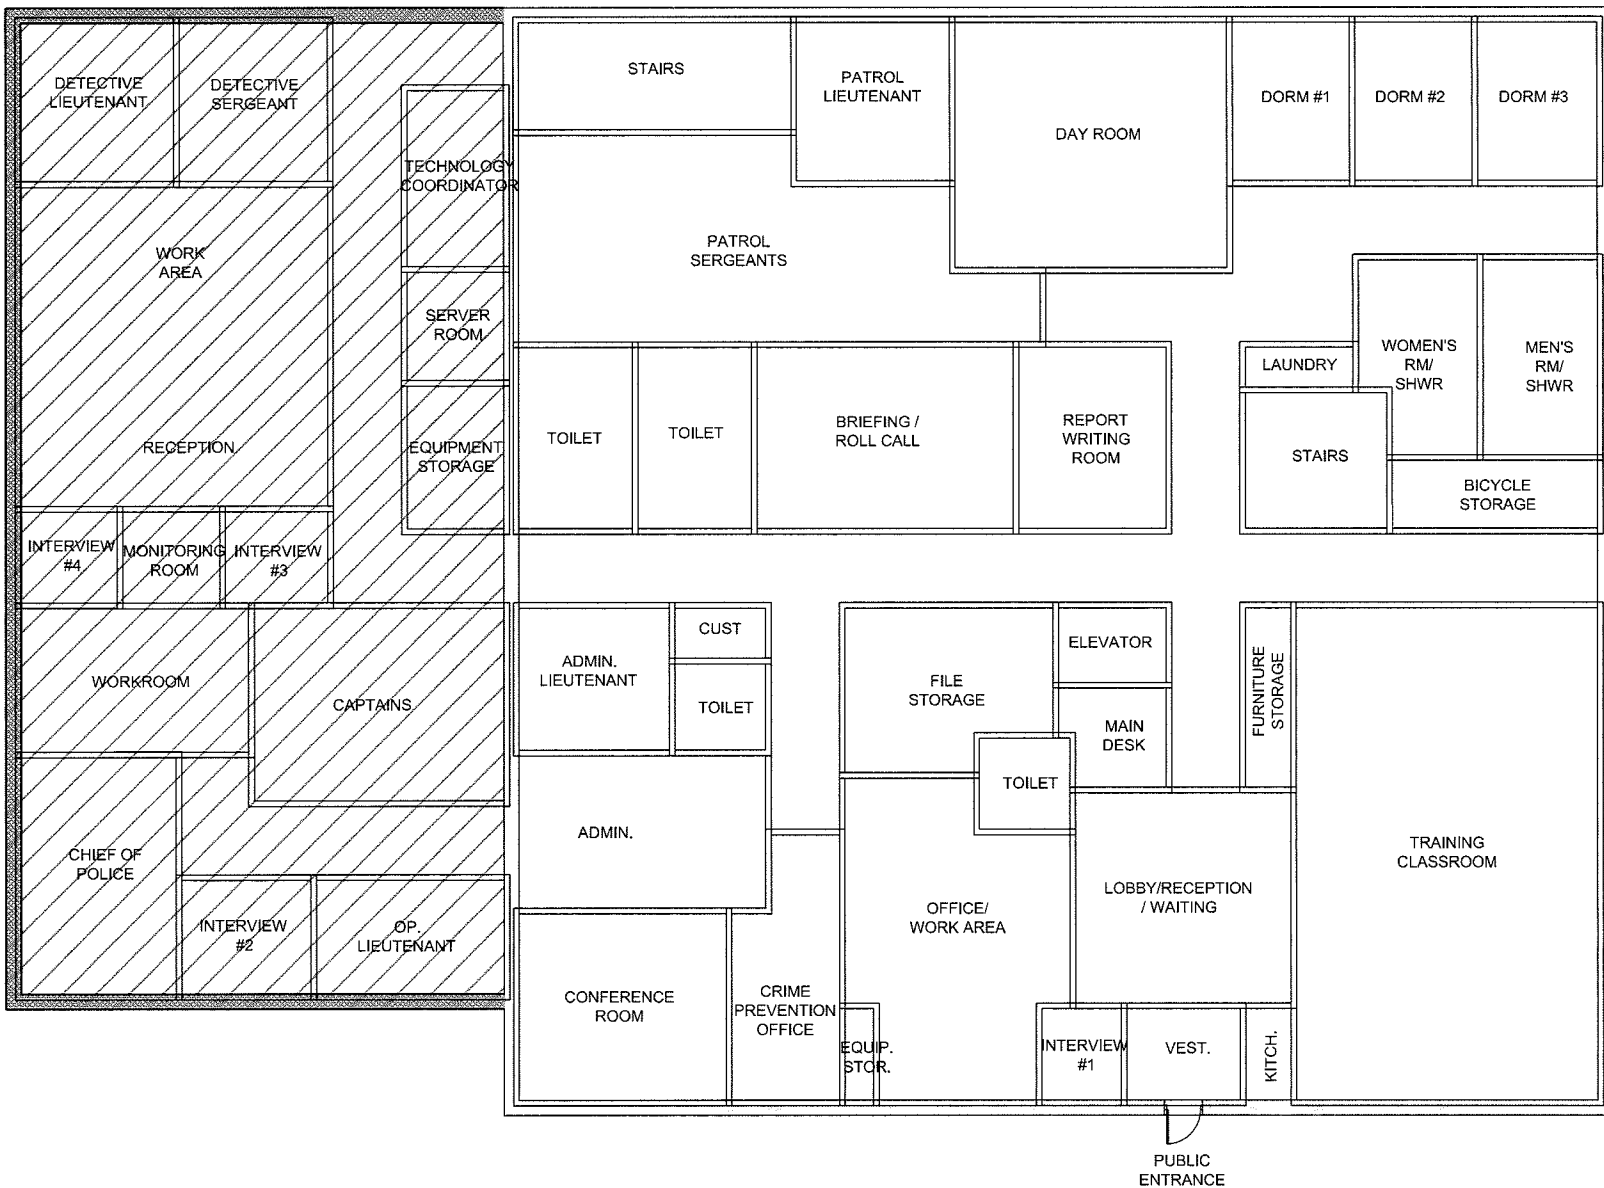 DETECTIVE
LIEUTENANT
DETECTIVE
SERGEANT
STAIRS
PATROL
LIEUTENANT
DAY ROOM
DORM #1
DORM #2
DORM #3
TECHNOLOGY
COORDINATOR
WORK
AREA
PATROL
SERGEANTS
SERVER
ROOM
LAUNDRY
WOMEN'S
RM/
SHWR
MEN'S
RM/
SHWR
RECEPTION
EQUIPMENT
STORAGE
TOILET
TOILET
BRIEFING /
ROLL CALL
REPORT
WRITING
ROOM
STAIRS
BICYCLE
STORAGE
INTERVIEW
#4
MONITORING
ROOM
INTERVIEW
#3
WORKROOM
CAPTAINS
ADMIN.
LIEUTENANT
CUST
TOILET
FILE
STORAGE
ELEVATOR
MAIN
DESK
FURNITURE
STORAGE
TOILET
ADMIN.
TRAINING
CLASSROOM
CHIEF OF
POLICE
LOBBY/RECEPTION
/ WAITING
INTERVIEW
#2
OP.
LIEUTENANT
OFFICE/
WORK AREA
CONFERENCE
ROOM
CRIME
PREVENTION
OFFICE
EQUIP.
STOR.
INTERVIEW
#1
VEST.
KITCH.
PUBLIC
ENTRANCE